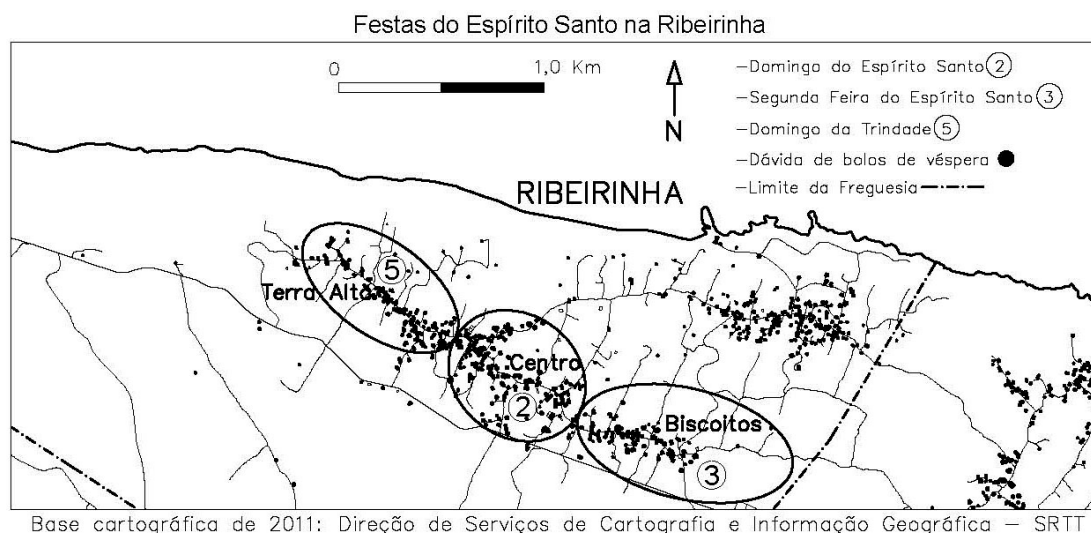 Festas do Espírito Santo na Ribeirinha
0 1,0 Km
N
-Domingo do Espírito Santo 2
-Segunda Feira do Espírito Santo 3
-Domingo da Trindade 5
-Dávida de bolos de véspera
-Limite da Freguesia
RIBEIRINHA
5
Terra Alta
Centro
2
Biscoitos
3
Base cartográfica de 2011: Direção de Serviços de Cartografia e Informação Geográfica – SRTT